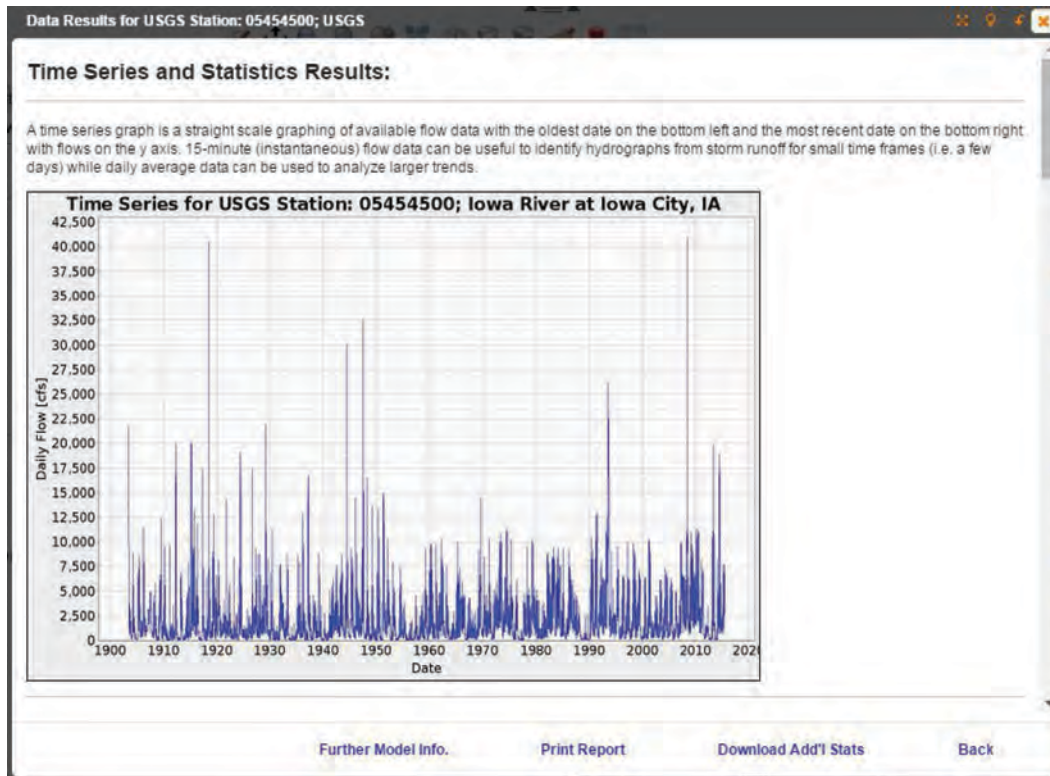 Data Results for USGS Station: 05454500; USGS
Time Series and Statistics Results:
A time series graph is a straight scale graphing of available flow data with the oldest date on the bottom left and the most recent date on the bottom right
with flows on the y axis. 15-minute (instantaneous) flow data can be useful to identify hydrographs from storm runoff for small time frames (i.e. a few
days) while daily average data can be used to analyze larger trends.
Time Series for USGS Station: 05454500; Iowa River at Iowa City, IA
42,500
40,000
37,500
35,000
32,500
30,000
27,500
25,000
22,500
20,000
17,500
15,000
12,500
10,000
7,500
5,000
2,500
0
Daily Flow [cfs]
1900 1910 1920 1930 1940 1950 1960 1970 1980 1990 2000 2010 2020
Date
Further Model Info. Print Report Download Add'l Stats Back